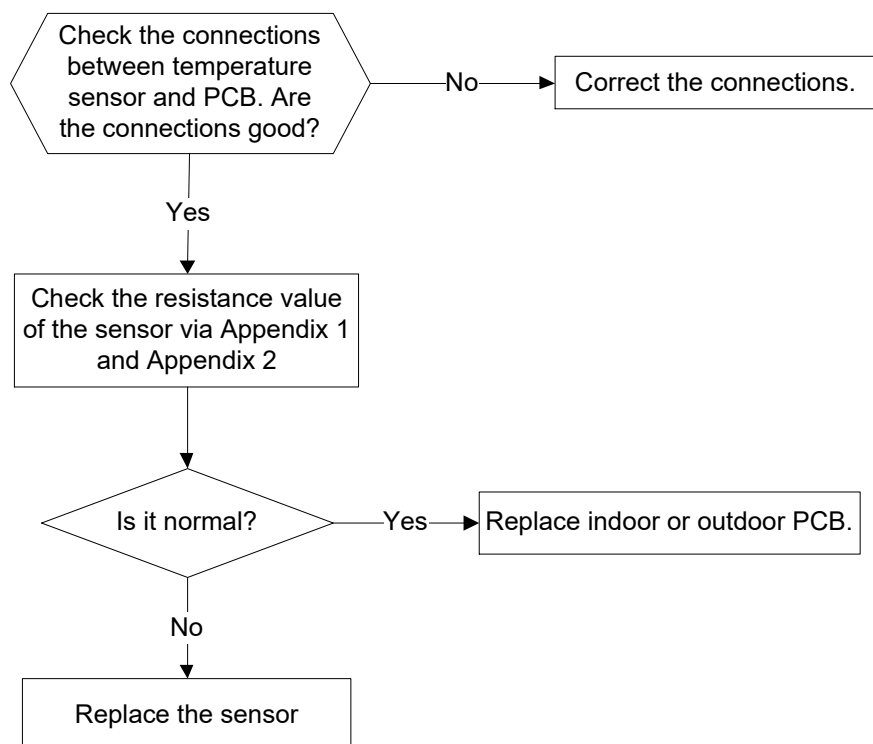 Check the connections
between temperature
sensor and PCB. Are
the connections good?
No
Correct the connections.
Yes
Check the resistance value
of the sensor via Appendix 1
and Appendix 2
Is it normal?
Yes
Replace indoor or outdoor PCB.
No
Replace the sensor